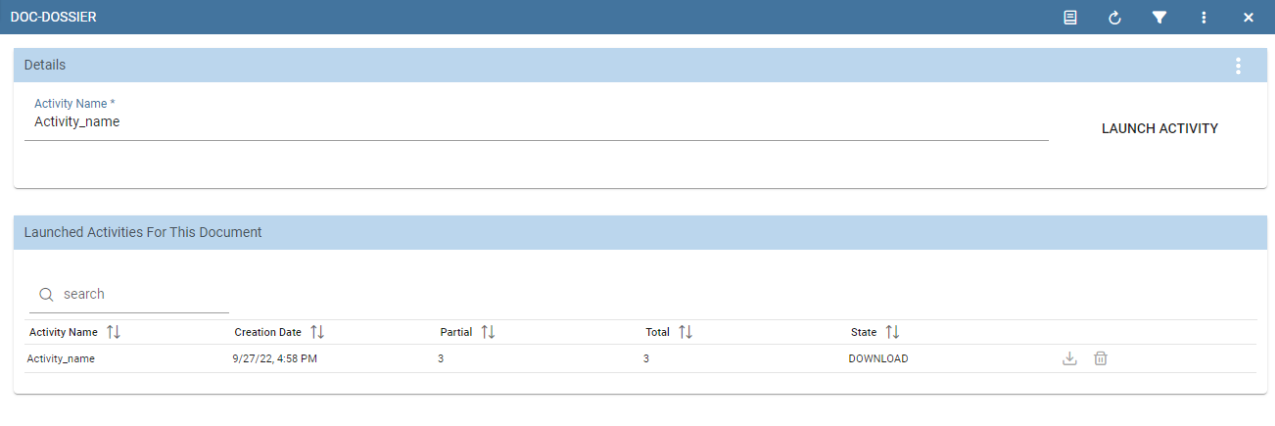 DOC-DOSSIER
Details
Activity Name *
Activity_name
LAUNCH ACTIVITY
Launched Activities For This Document
search
Activity Name Creation Date Partial Total State
Activity_name 9/27/22, 4:58 PM 3 3 DOWNLOAD